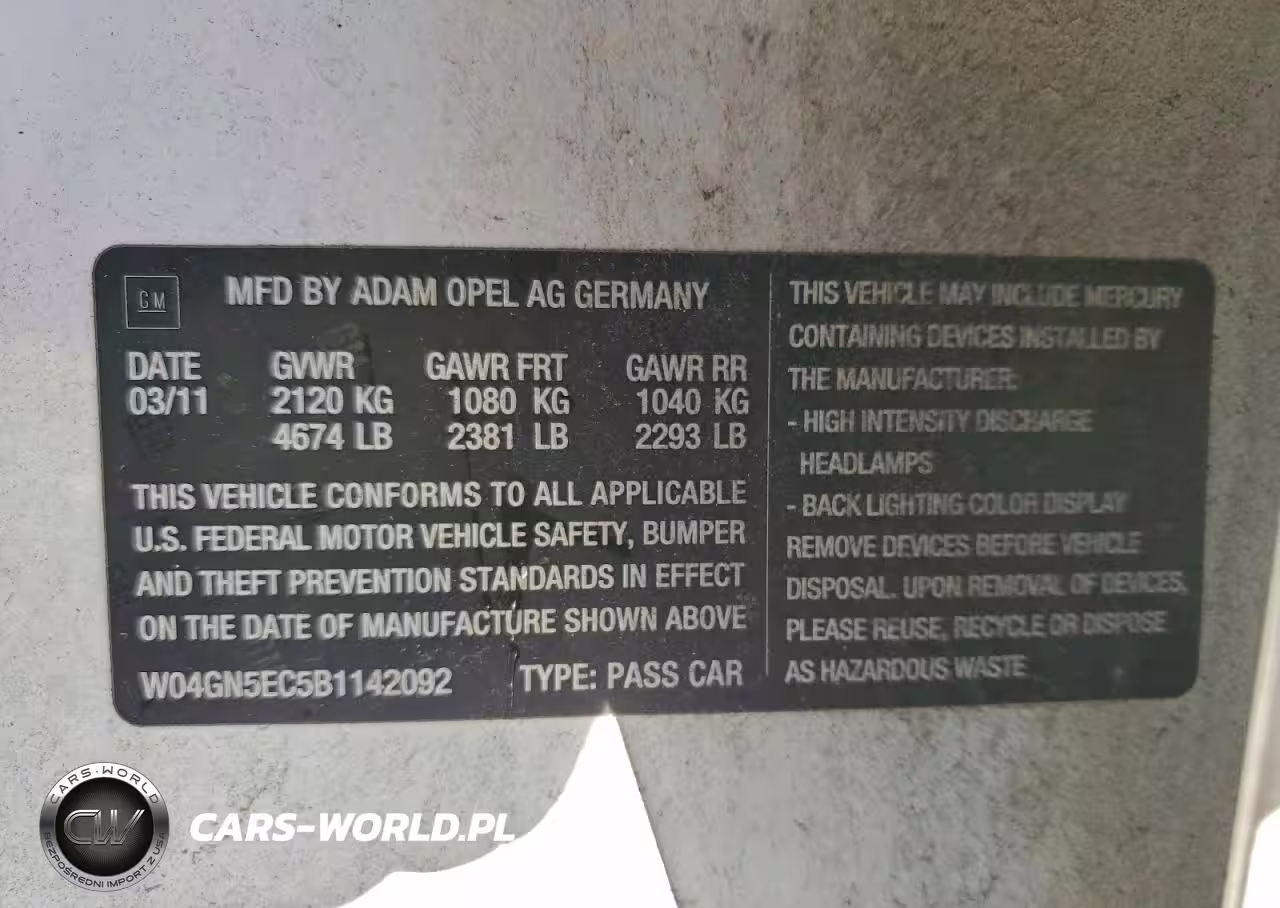 GM
MFD BY ADAM OPEL AG GERMANY
DATE GVWR GAWR FRT GAWR RR
03/11 2120 KG 1080 KG 1040 KG
4674 LB 2381 LB 2293 LB
THIS VEHICLE CONFORMS TO ALL APPLICABLE
U.S. FEDERAL MOTOR VEHICLE SAFETY, BUMPER
AND THEFT PREVENTION STANDARDS IN EFFECT
ON THE DATE OF MANUFACTURE SHOWN ABOVE
W04GN5EC5B1142092 TYPE: PASS CAR
THIS VEHICLE MAY INCLUDE MERCURY
CONTAINING DEVICES INSTALLED BY
THE MANUFACTURER:
- HIGH INTENSITY DISCHARGE
HEADLAMPS
- BACK LIGHTING COLOR DISPLAY
REMOVE DEVICES BEFORE VEHICLE
DISPOSAL. UPON REMOVAL OF DEVICES,
PLEASE REUSE, RECYCLE OR DISPOSE
AS HAZARDOUS WASTE
CARS-WORLD
CW
BEZPOŚREDNI IMPORT Z USA
CARS-WORLD.PL